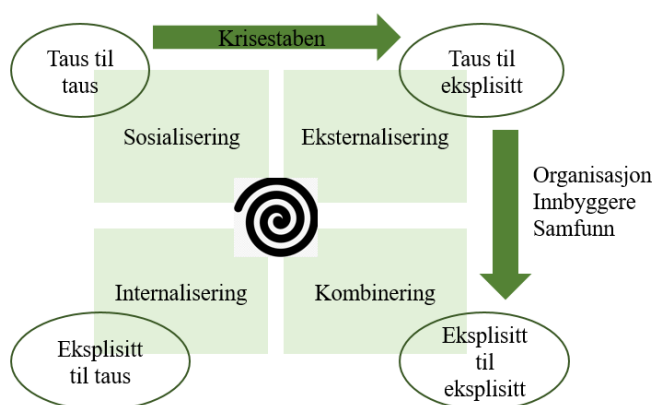 Taus til
taus
Krisestaben
Taus til
eksplisitt
Sosialisering
Eksternalisering
Organisasjon
Innbyggere
Samfunn
Internalisering
Kombinering
Eksplisitt
til taus
Eksplisitt
til
eksplisitt